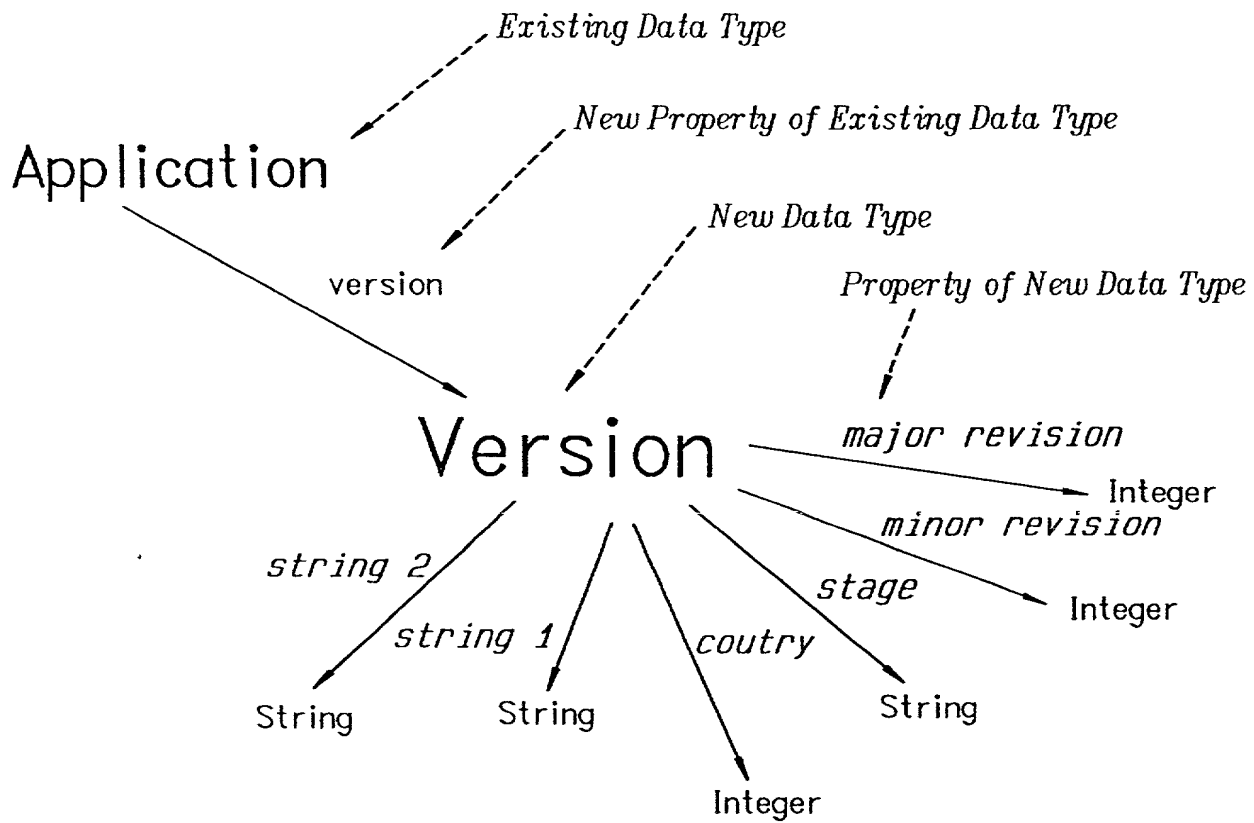 Existing Data Type
New Property of Existing Data Type
Application
New Data Type
version
Property of New Data Type
Version
major revision
Integer
minor revision
string 2
stage
Integer
string 1
coutry
String
String
String
Integer